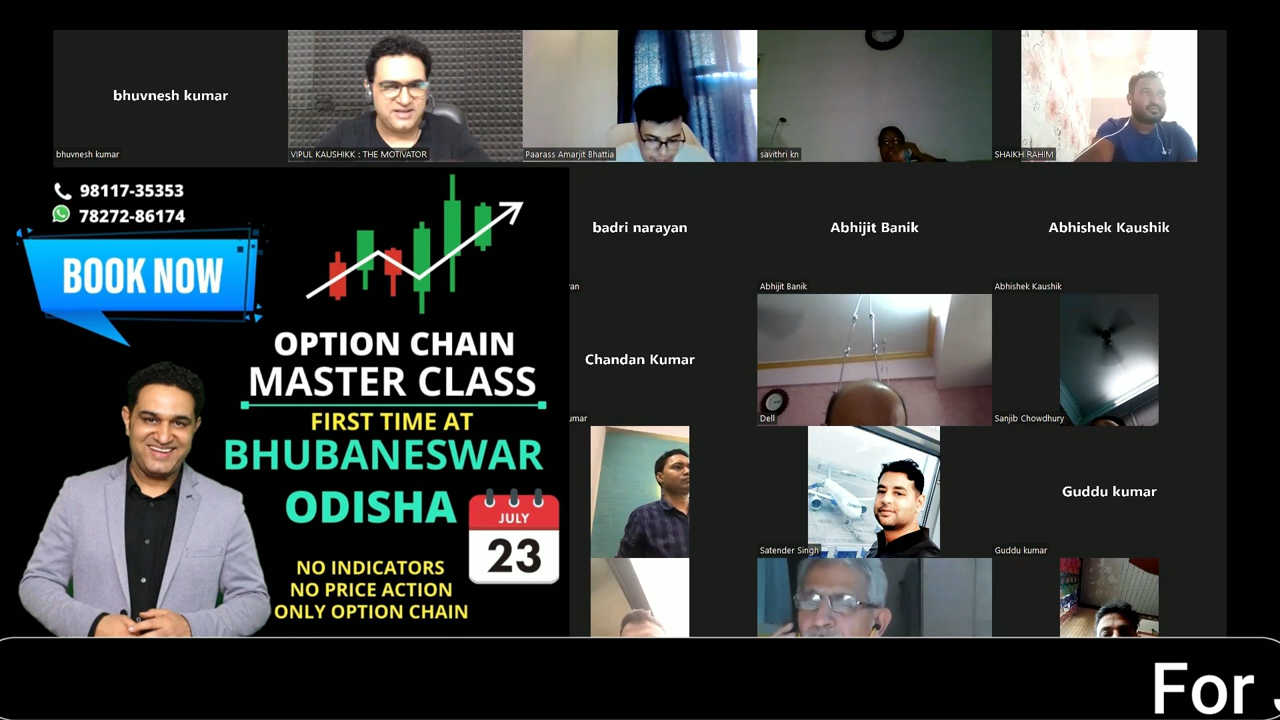 bhuvnesh kumar
bhuvnesh kumar
VIPUL KAUSHIKK : THE MOTIVATOR
Paarass Amarjit Bhattia
savithri kn
SHAIKH RAHIM
98117-35353
78272-86174
BOOK NOW
OPTION CHAIN
MASTER CLASS
FIRST TIME AT
BHUBANESWAR
ODISHA
JULY
23
NO INDICATORS
NO PRICE ACTION
ONLY OPTION CHAIN
badri narayan
Abhijit Banik
Abhishek Kaushik
Abhijit Banik
Abhishek Kaushik
Chandan Kumar
Dell
Sanjib Chowdhury
Guddu kumar
Satender Singh
Guddu kumar
For